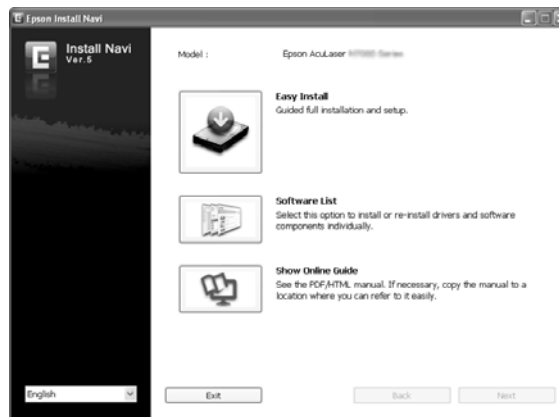 Epson Install Navi
Install Navi
Ver.5
Model : Epson AcuLaser
Easy Install
Guided full installation and setup.
Software List
Select this option to install or re-install drivers and software
components individually.
Show Online Guide
See the PDF/HTML manual. If necessary, copy the manual to a
location where you can refer to it easily.
English
Exit
Back
Next